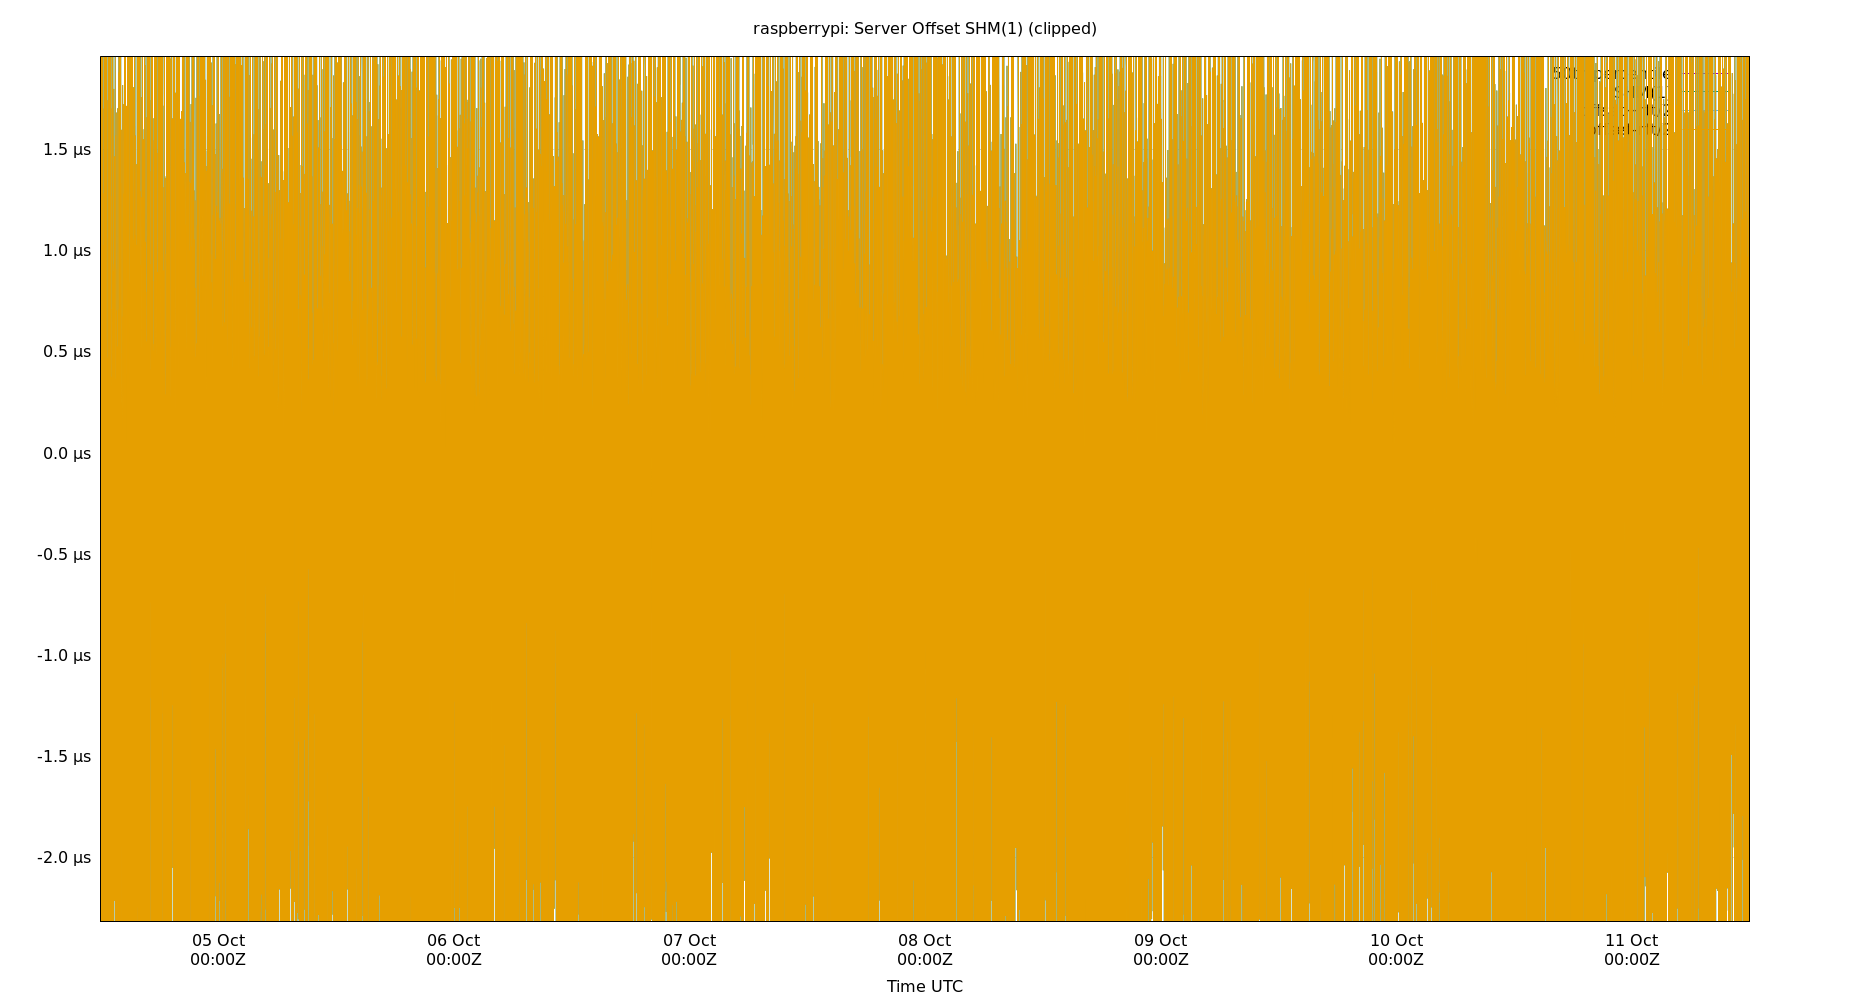 raspberrypi: Server Offset SHM(1) (clipped)
1.5 µs
1.0 µs
0.5 µs
0.0 µs
-0.5 µs
-1.0 µs
-1.5 µs
-2.0 µs
05 Oct 06 Oct 07 Oct 08 Oct 09 Oct 10 Oct 11 Oct
00:00Z 00:00Z 00:00Z 00:00Z 00:00Z 00:00Z 00:00Z
Time UTC